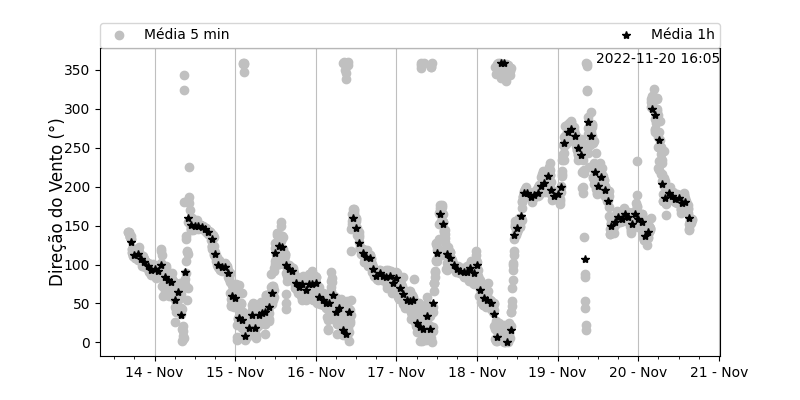 Média 5 min
Média 1h
2022-11-20 16:05
Direção do Vento (°)
350
300
250
200
150
100
50
0
14 - Nov
15 - Nov
16 - Nov
17 - Nov
18 - Nov
19 - Nov
20 - Nov
21 - Nov